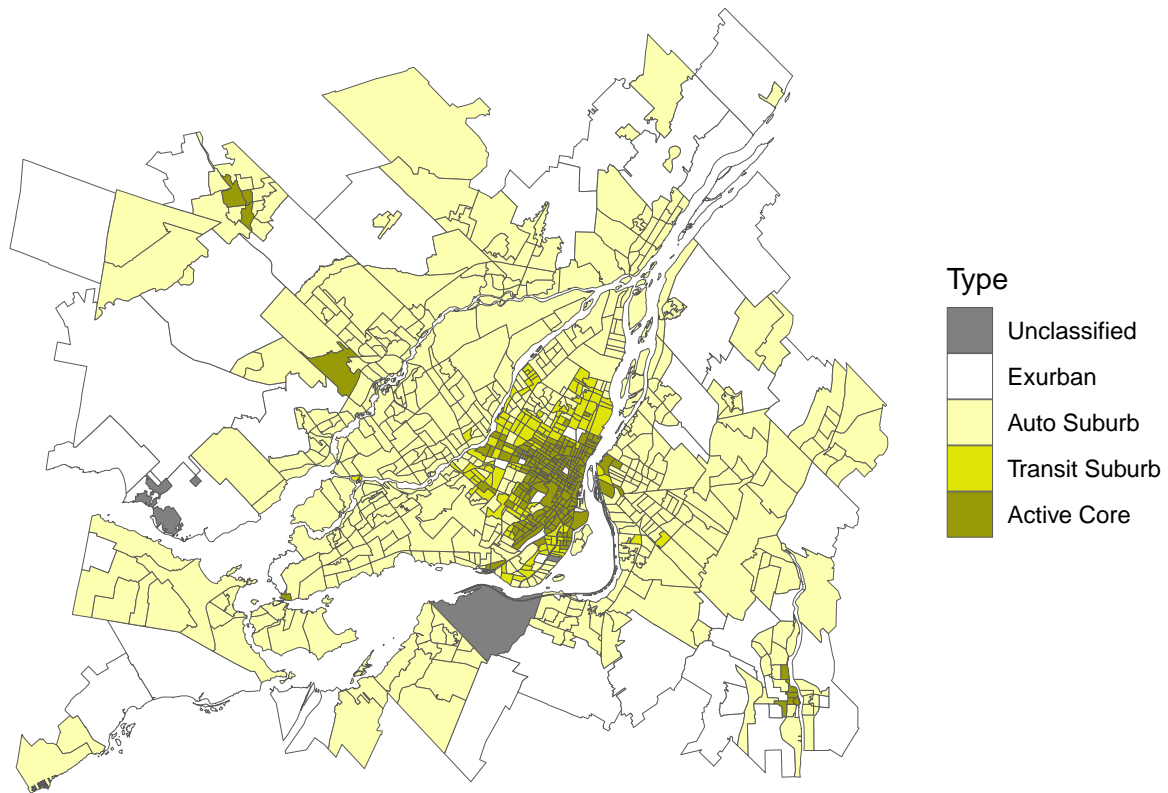 Type
Unclassified
Exurban
Auto Suburb
Transit Suburb
Active Core